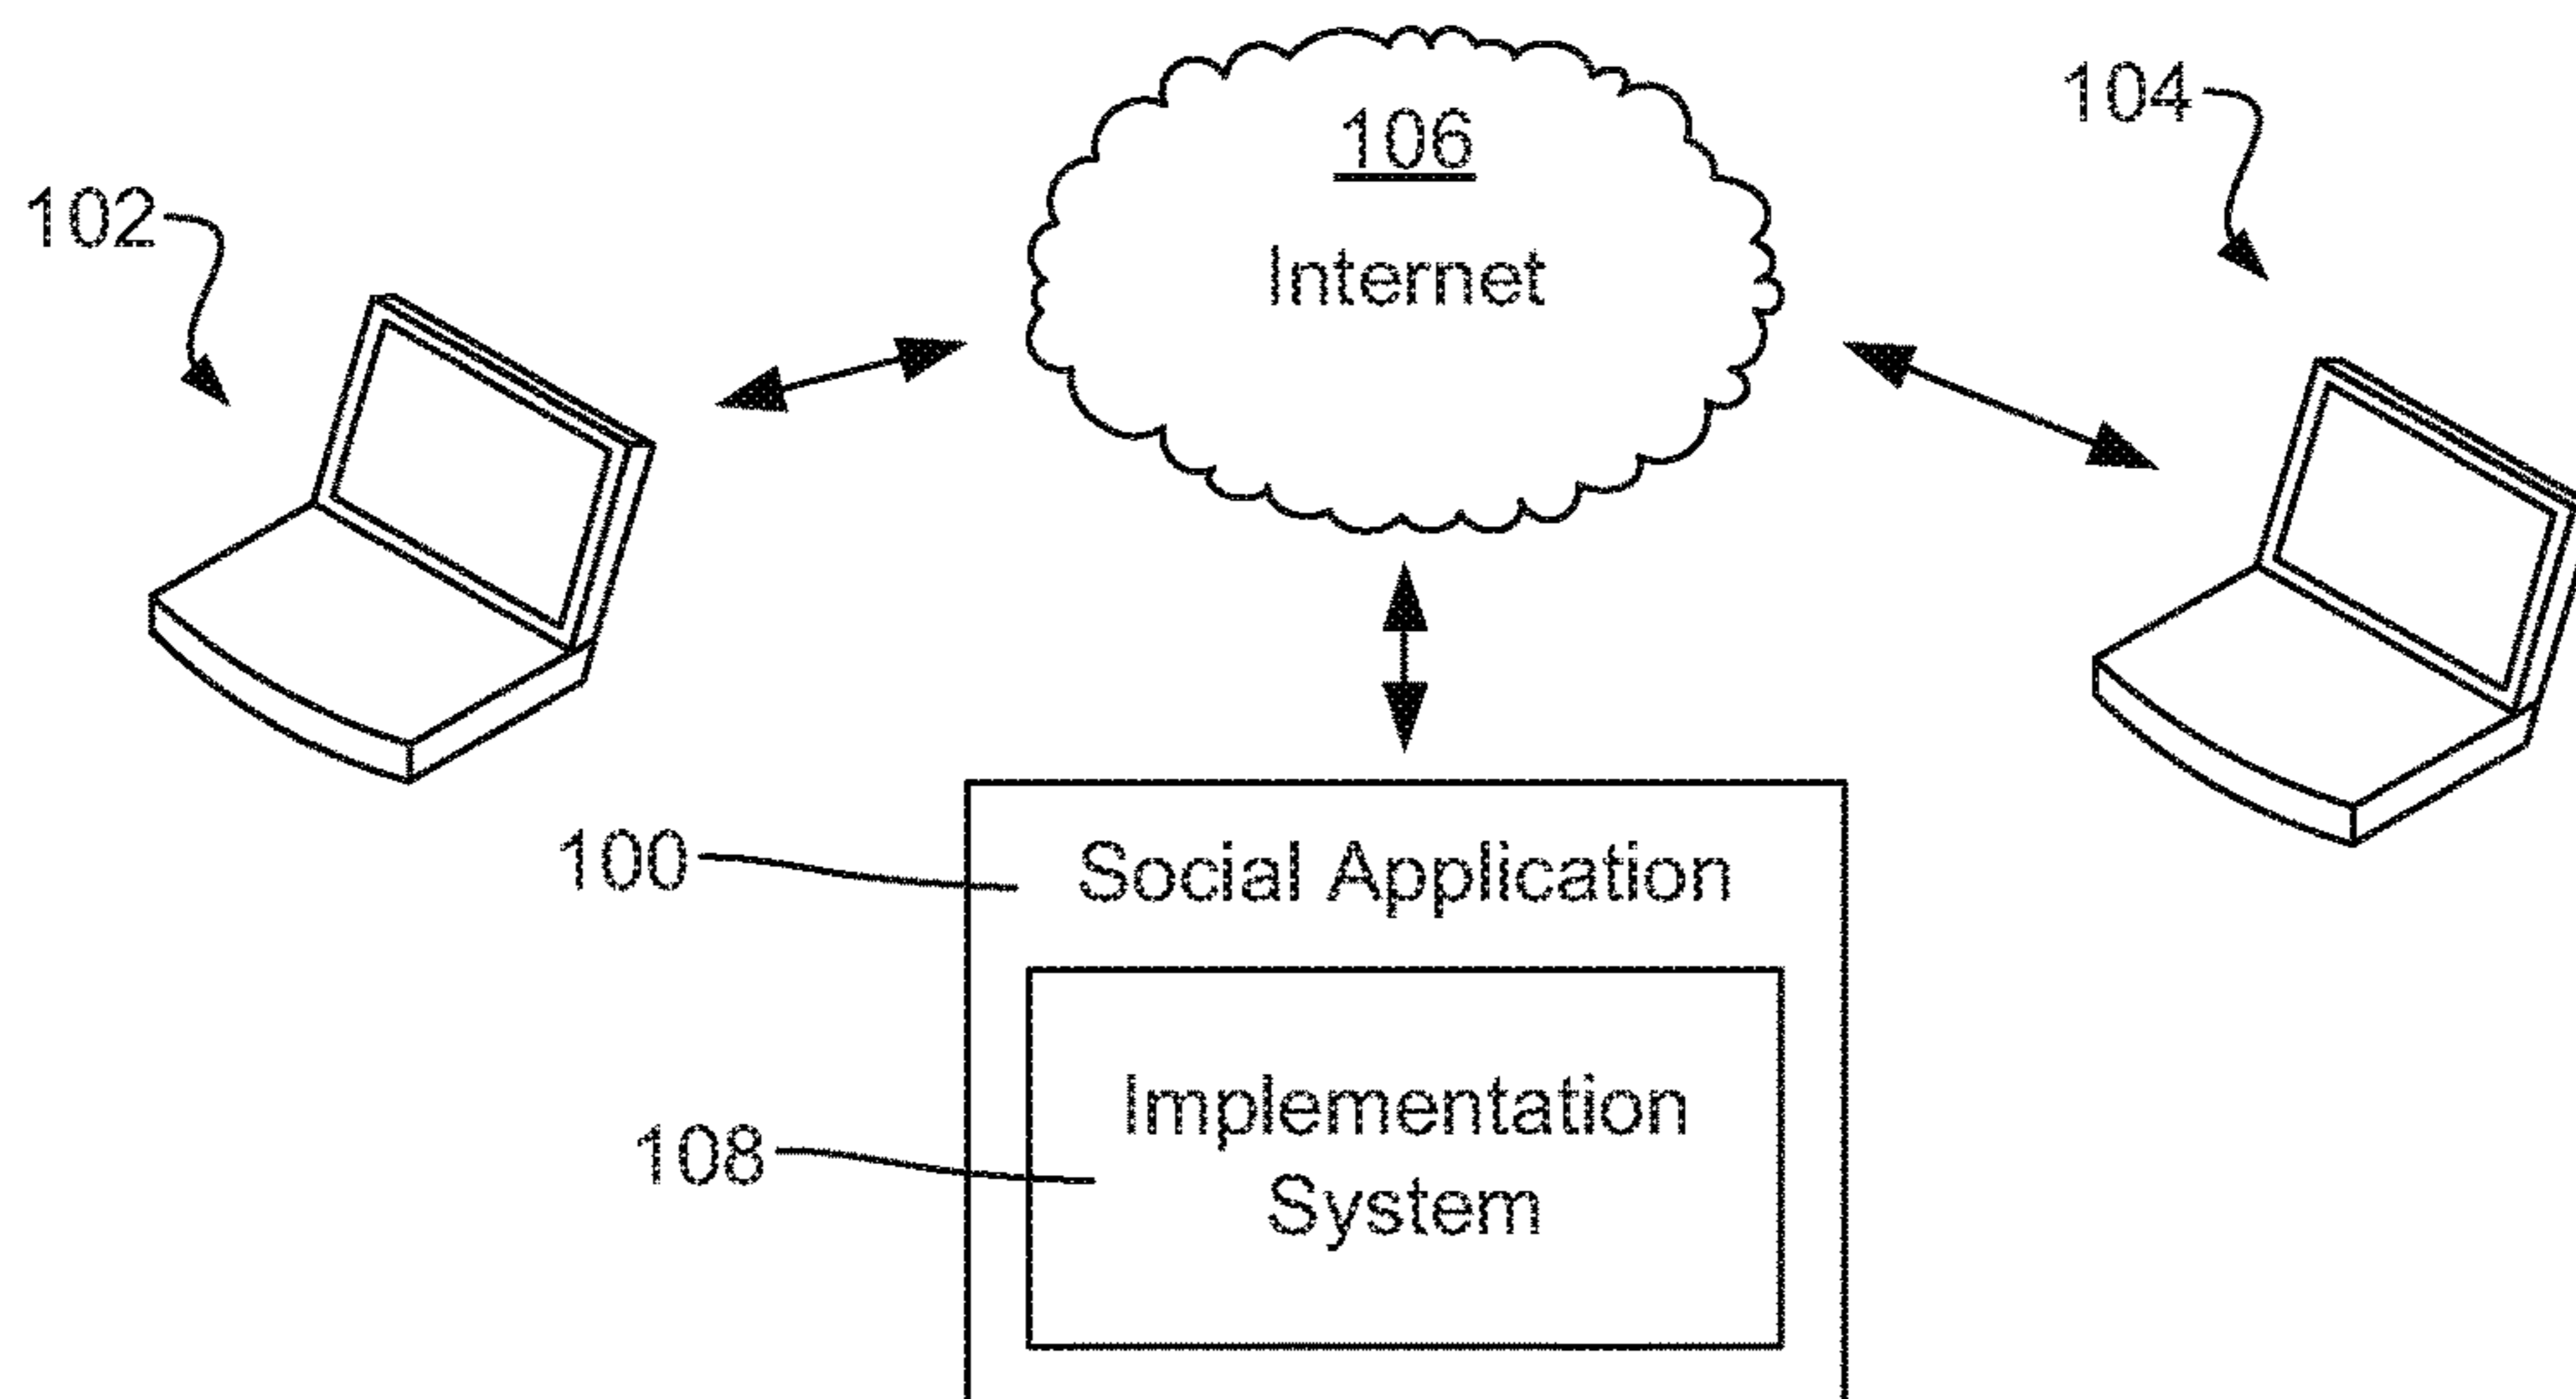 104
106
102
Internet
100
Social Application
Implementation
108
System